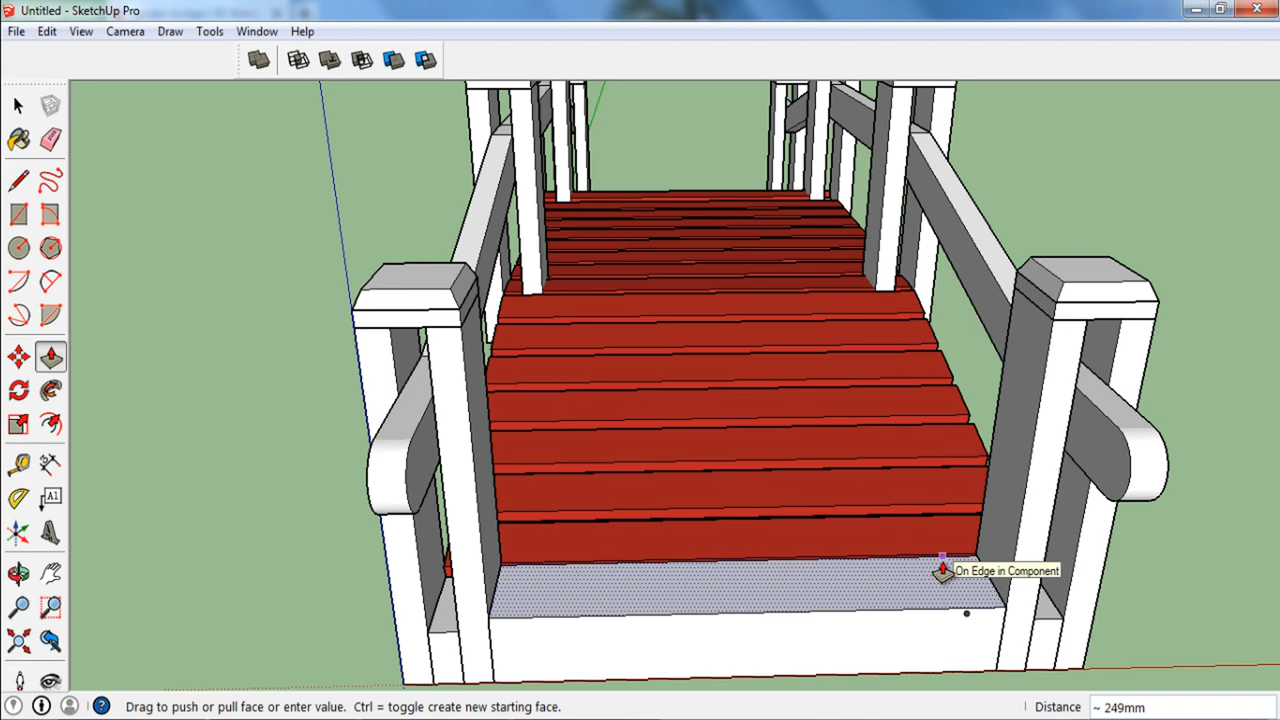 Untitled - SketchUp Pro
File Edit View Camera Draw Tools Window Help
A1
On Edge in Component
Drag to push or pull face or enter value. Ctrl = toggle create new starting face. Distance ~ 249mm